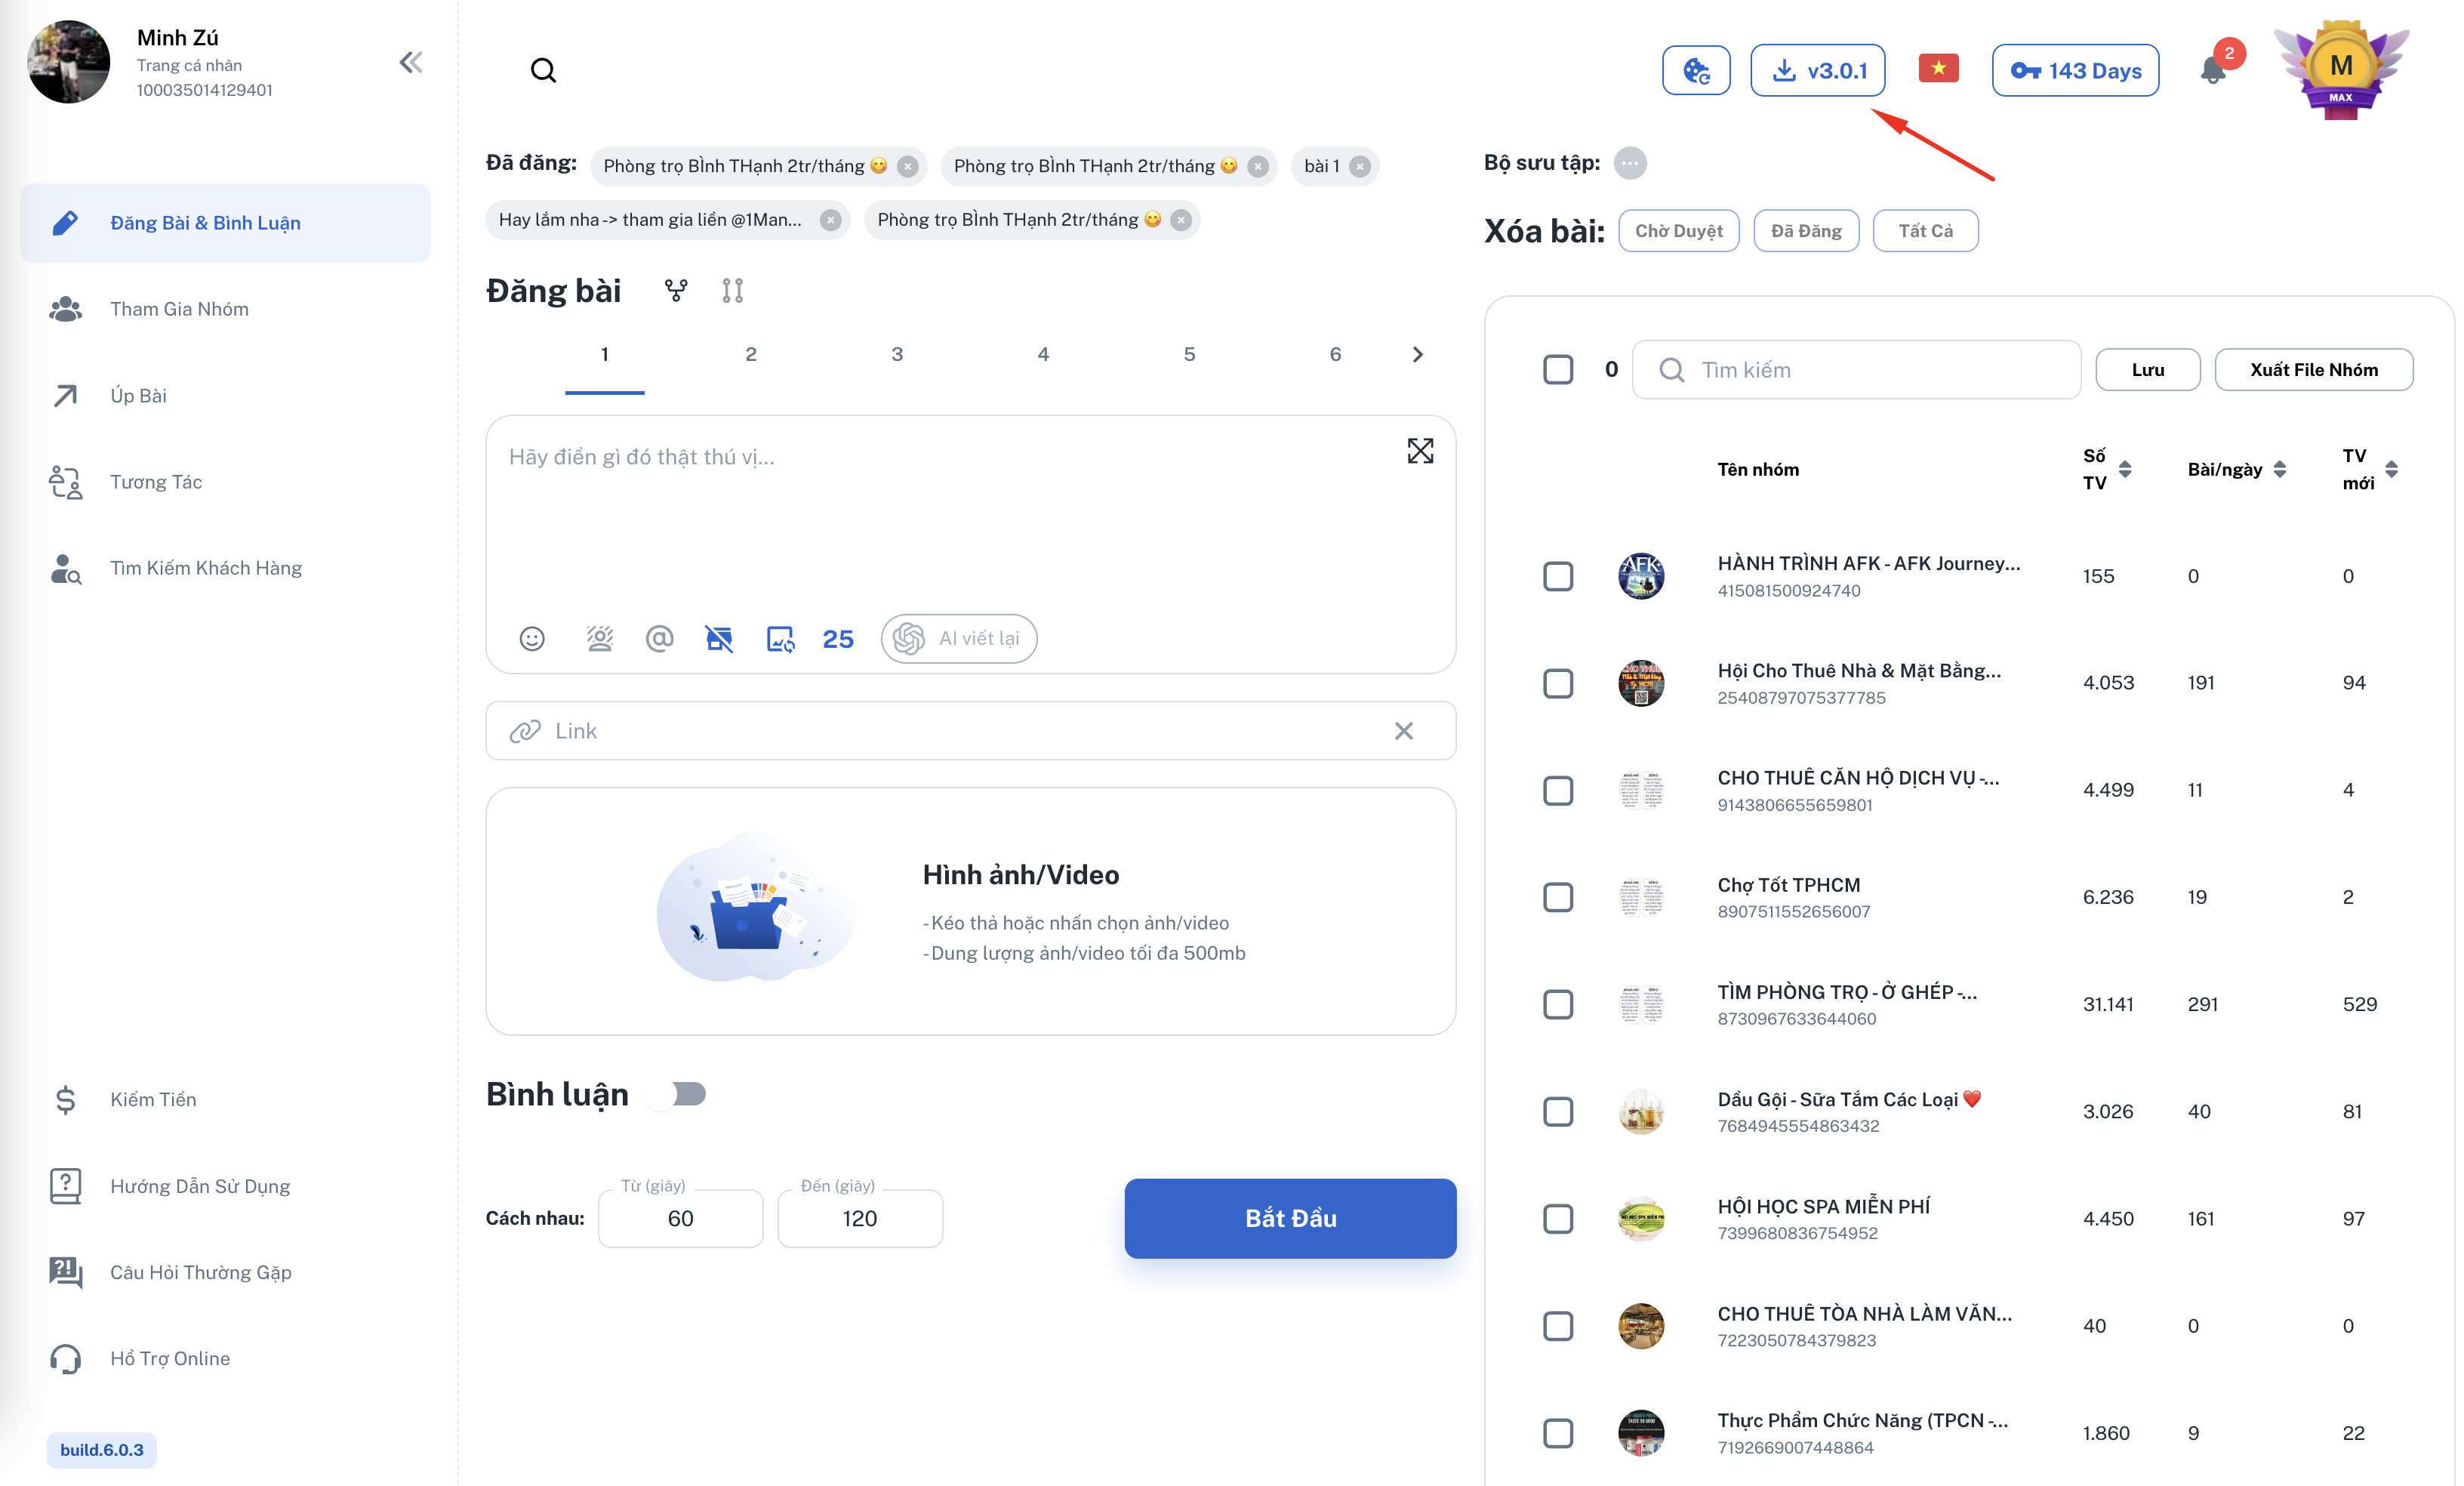 Minh Zú
Trang cá nhân
100035014129401
v3.0.1
143 Days
2
M
MAX
Đăng Bài & Bình Luận
Tham Gia Nhóm
Úp Bài
Tương Tác
Tìm Kiếm Khách Hàng
Kiếm Tiền
Hướng Dẫn Sử Dụng
Câu Hỏi Thường Gặp
Hổ Trợ Online
build.6.0.3
Đã đăng: Phòng trọ BÌnh THạnh 2tr/tháng 😋 Phòng trọ BÌnh THạnh 2tr/tháng 😋 bài 1
Hay lắm nha -> tham gia liền @1Man... Phòng trọ BÌnh THạnh 2tr/tháng 😋
Đăng bài
1 2 3 4 5 6
Hãy điền gì đó thật thú vị...
25 AI viết lại
Link
Hình ảnh/Video
- Kéo thả hoặc nhấn chọn ảnh/video
- Dung lượng ảnh/video tối đa 500mb
Bình luận
Cách nhau: Từ (giây) 60 Đến (giây) 120
Bắt Đầu
Bộ sưu tập:
Xóa bài: Chờ Duyệt Đã Đăng Tất Cả
0 Tìm kiếm Lưu Xuất File Nhóm
Tên nhóm Số TV Bài/ngày TV mới
HÀNH TRÌNH AFK - AFK Journey... 155 0 0
415081500924740
Hội Cho Thuê Nhà & Mặt Bằng... 4.053 191 94
25408797075377785
CHO THUÊ CĂN HỘ DỊCH VỤ -... 4.499 11 4
9143806655659801
Chợ Tốt TPHCM 6.236 19 2
8907511552656007
TÌM PHÒNG TRỌ - Ở GHÉP -... 31.141 291 529
8730967633644060
Dầu Gội - Sữa Tắm Các Loại ❤️ 3.026 40 81
7684945554863432
HỘI HỌC SPA MIỄN PHÍ 4.450 161 97
7399680836754952
CHO THUÊ TÒA NHÀ LÀM VĂN... 40 0 0
7223050784379823
Thực Phẩm Chức Năng (TPCN -... 1.860 9 22
7192669007448864